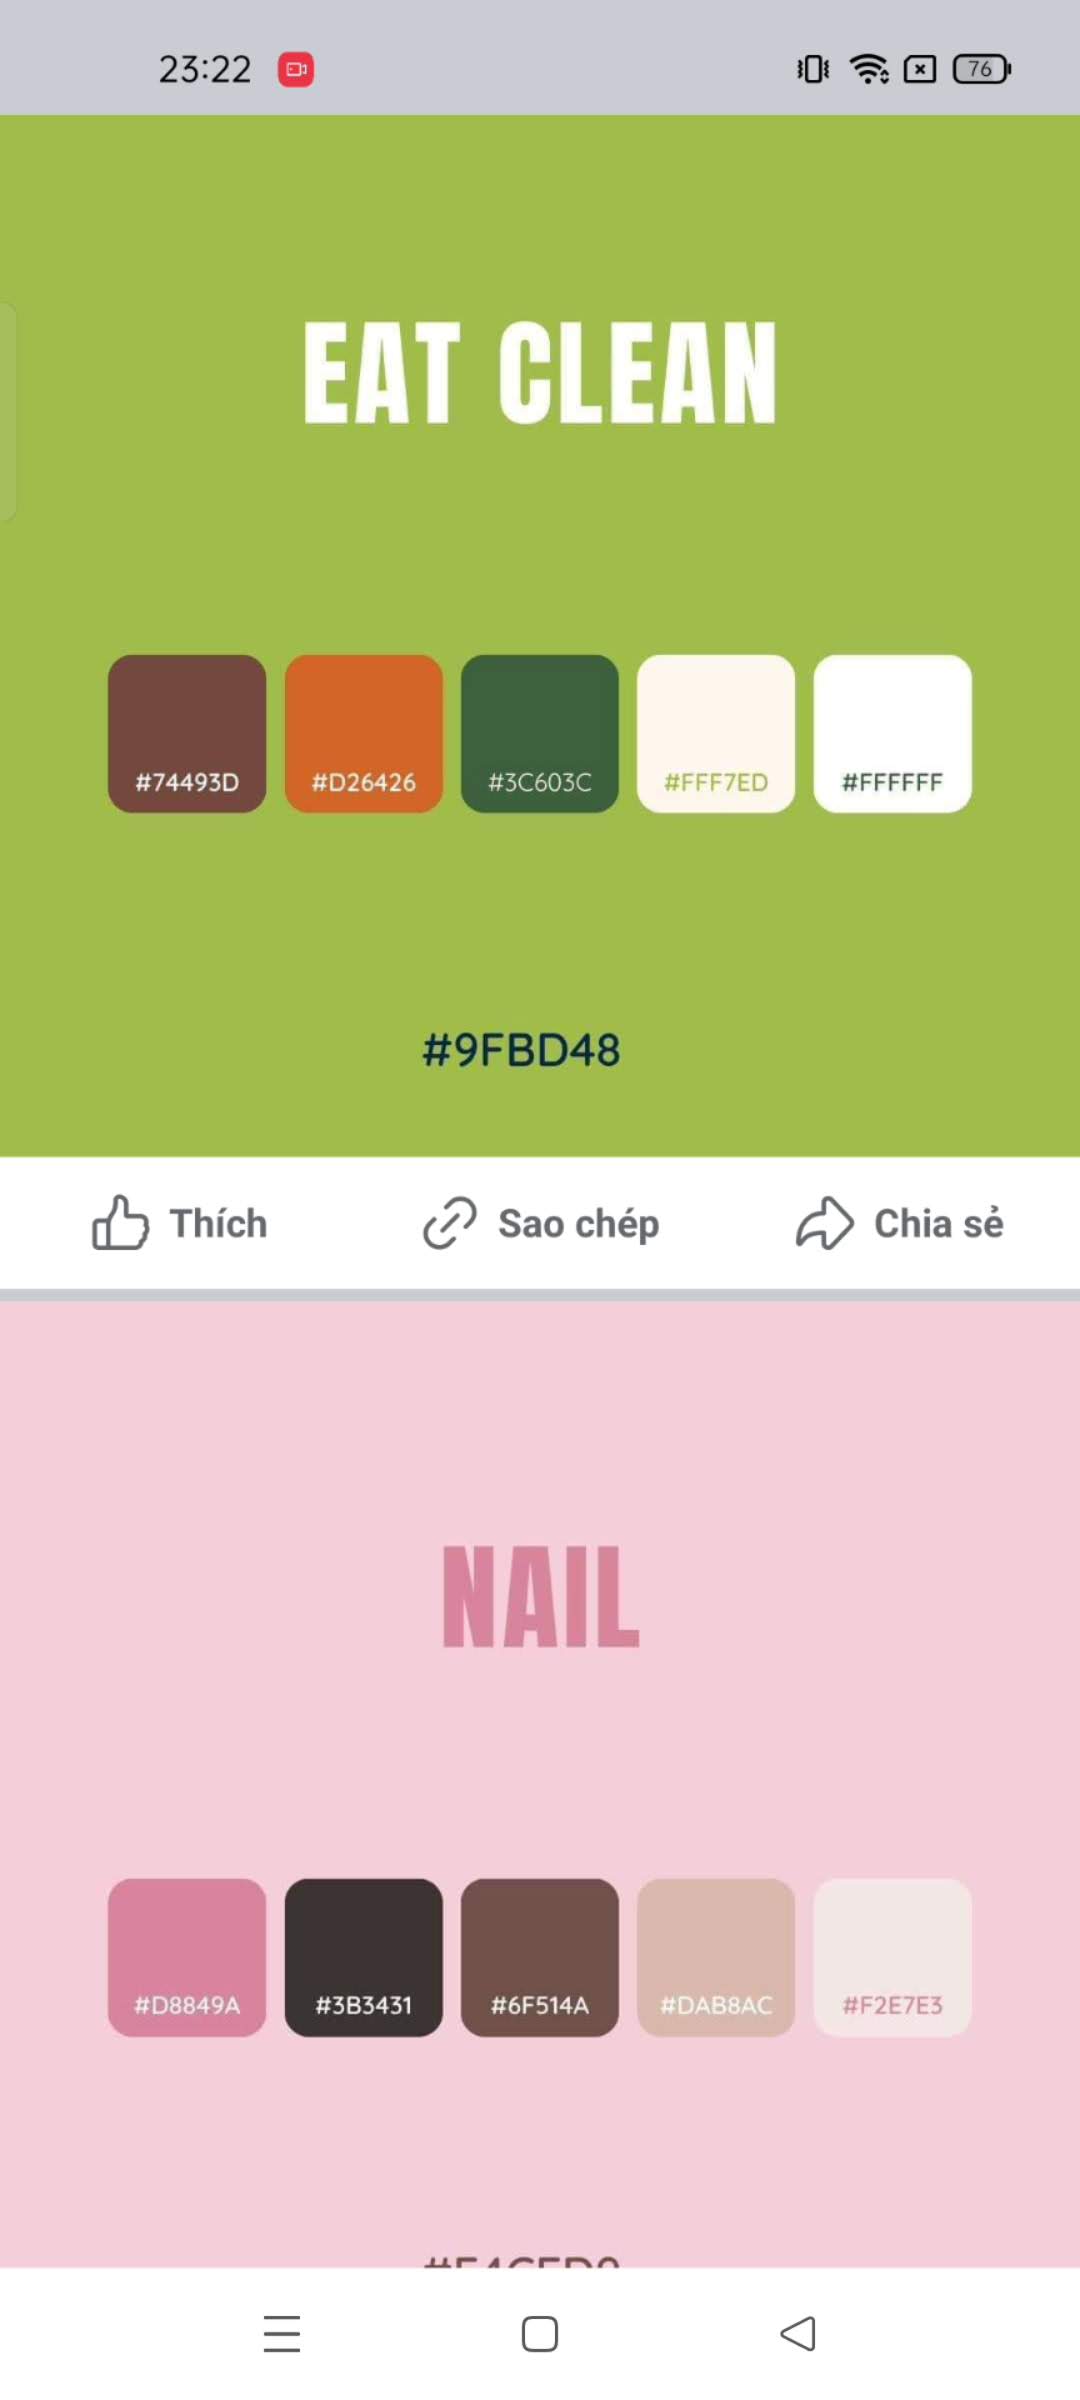 23:22
76
EAT CLEAN
#74493D #D26426 #3C603C #FFF7ED #FFFFFF
#9FBD48
Thích Sao chép Chia sẻ
NAIL
#D8849A #3B3431 #6F514A #DAB8AC #F2E7E3